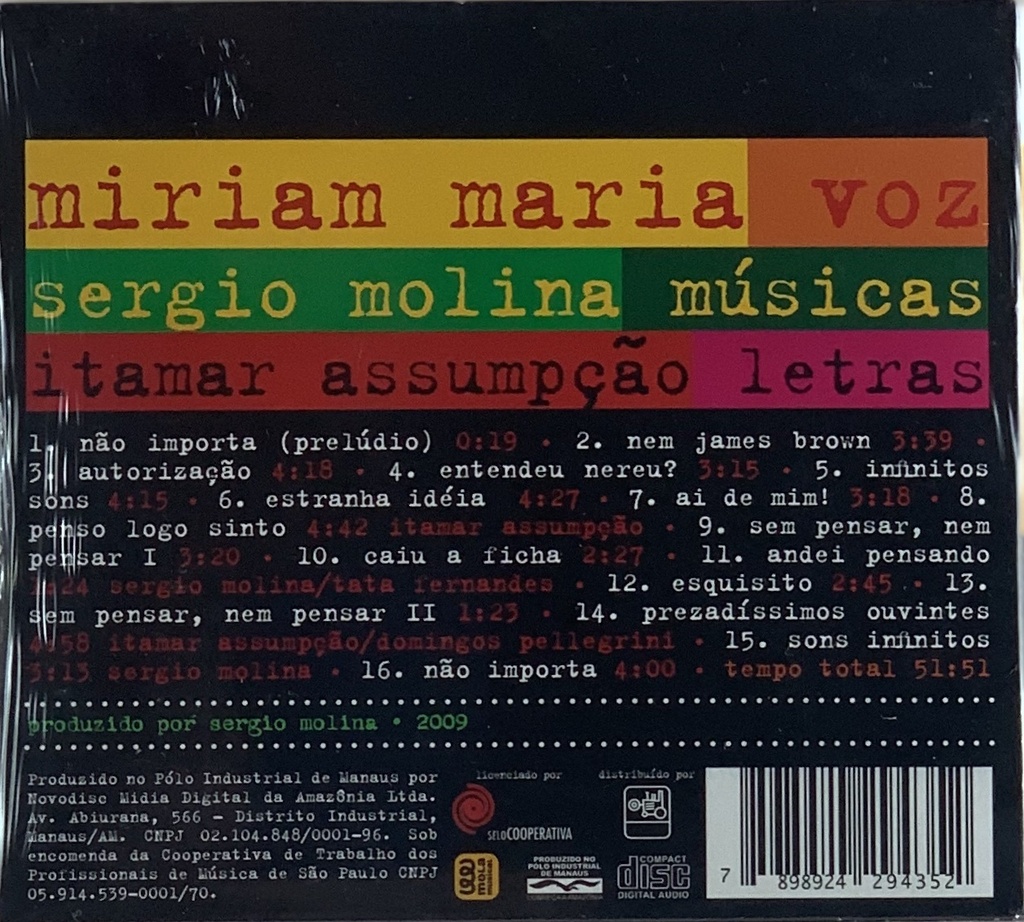 miriam maria voz
sergio molina músicas
itamar assumpção letras
1. não importa (prelúdio) 0:19 • 2. nem james brown 3:39 •
3. autorização 4:18 • 4. entendeu nereu? 3:15 • 5. infinitos
sons 4:15 • 6. estranha idéia 4:27 • 7. ai de mim! 3:18 • 8.
penso logo sinto 4:42 itamar assumpção • 9. sem pensar, nem
pensar I 3:20 • 10. caiu a ficha 2:27 • 11. andei pensando
:24 sergio molina/tata fernandes • 12. esquisito 2:45 • 13.
sem pensar, nem pensar II 1:23 • 14. prezadíssimos ouvintes
4:58 itamar assumpção/domingos pellegrini • 15. sons infinitos
3:13 sergio molina • 16. não importa 4:00 • tempo total 51:51
produzido por sergio molina • 2009
Produzido no Pólo Industrial de Manaus por
Novodisc Midia Digital da Amazônia Ltda.
Av. Abiurana, 566 - Distrito Industrial,
Manaus/AM. CNPJ 02.104.848/0001-96. Sob
encomenda da Cooperativa de Trabalho dos
Profissionais de Música de São Paulo CNPJ
05.914.539-0001/70.
licenciado por
SELOCOOPERATIVA
distribuído por
mola
PRODUZIDO NO
PÓLO INDUSTRIAL
DE MANAUS
COMPACT
disc
DIGITAL AUDIO
7 898924 294352